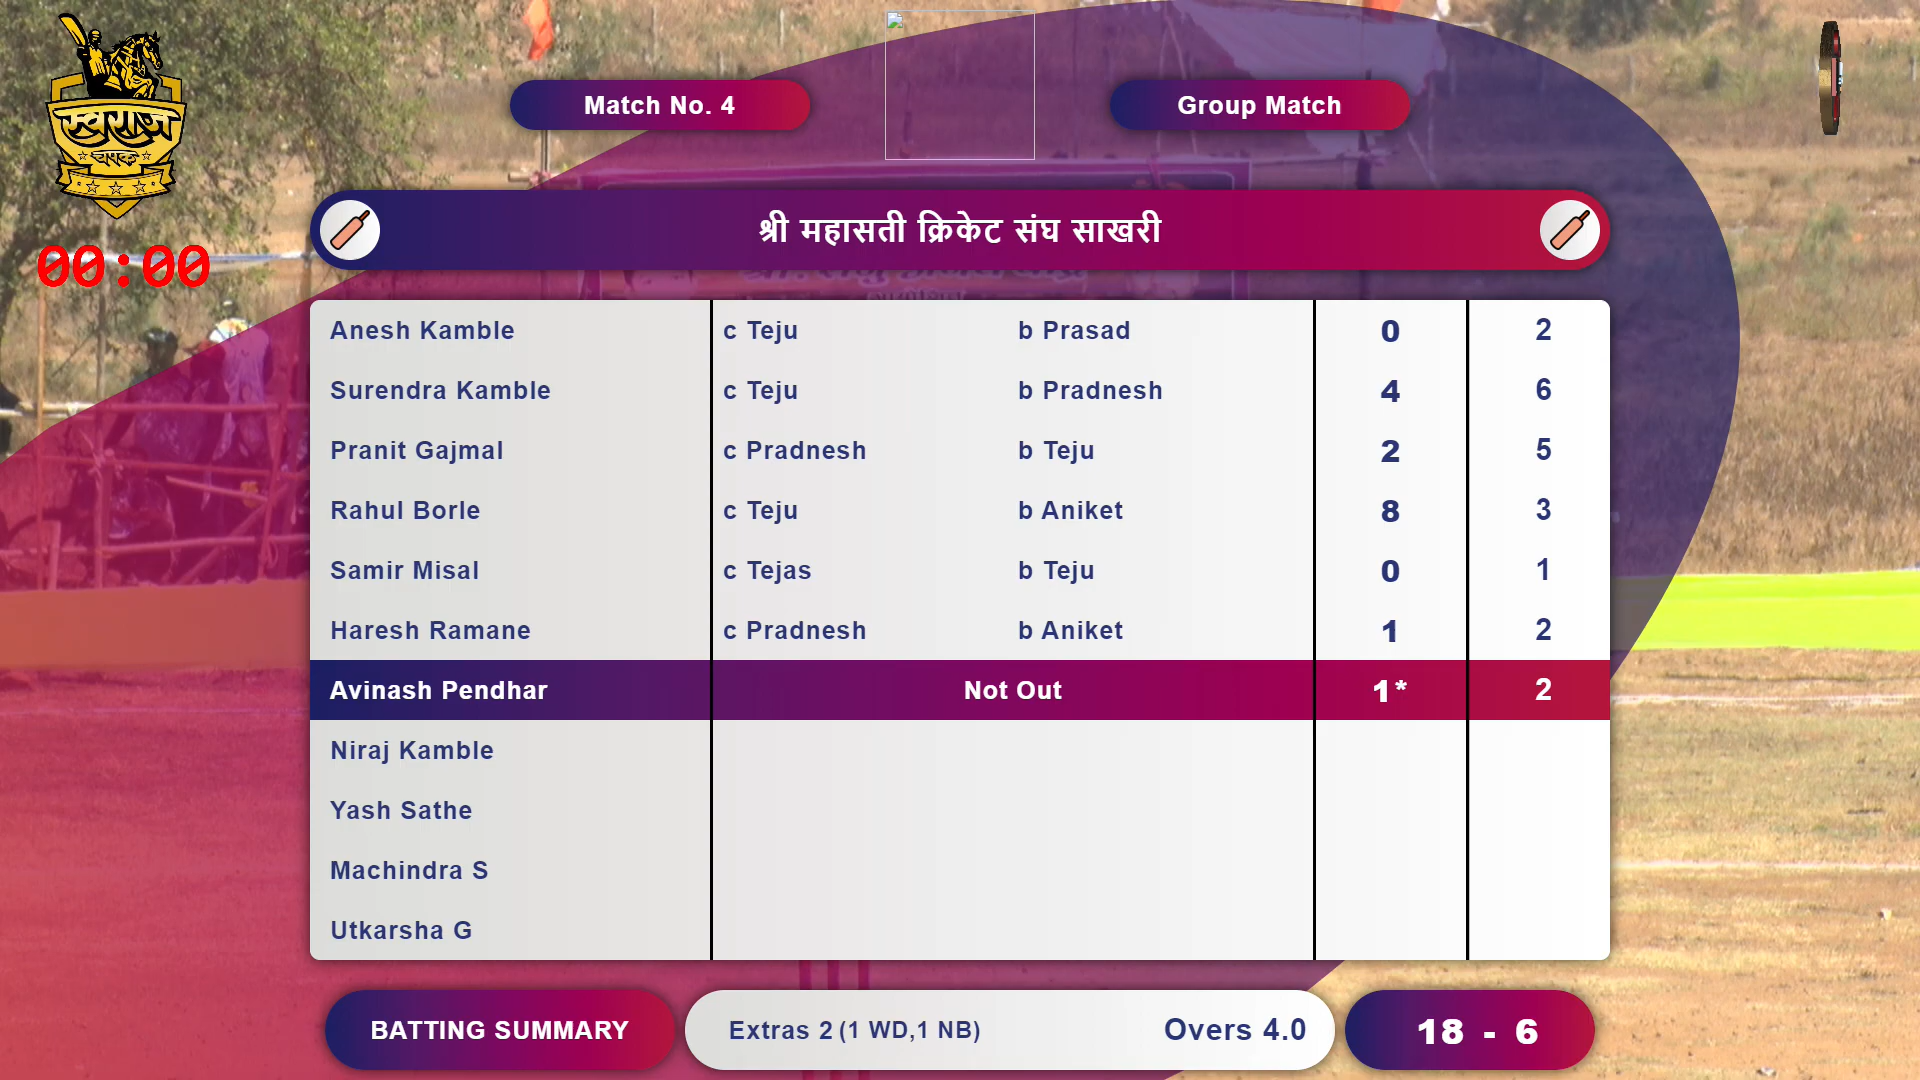 स्वराज
चषक
00:00
Match No. 4
Group Match
श्री महासती क्रिकेट संघ साखरी
Anesh Kamble c Teju b Prasad 0 2
Surendra Kamble c Teju b Pradnesh 4 6
Pranit Gajmal c Pradnesh b Teju 2 5
Rahul Borle c Teju b Aniket 8 3
Samir Misal c Tejas b Teju 0 1
Haresh Ramane c Pradnesh b Aniket 1 2
Avinash Pendhar Not Out 1* 2
Niraj Kamble
Yash Sathe
Machindra S
Utkarsha G
BATTING SUMMARY Extras 2 (1 WD,1 NB) Overs 4.0 18 - 6